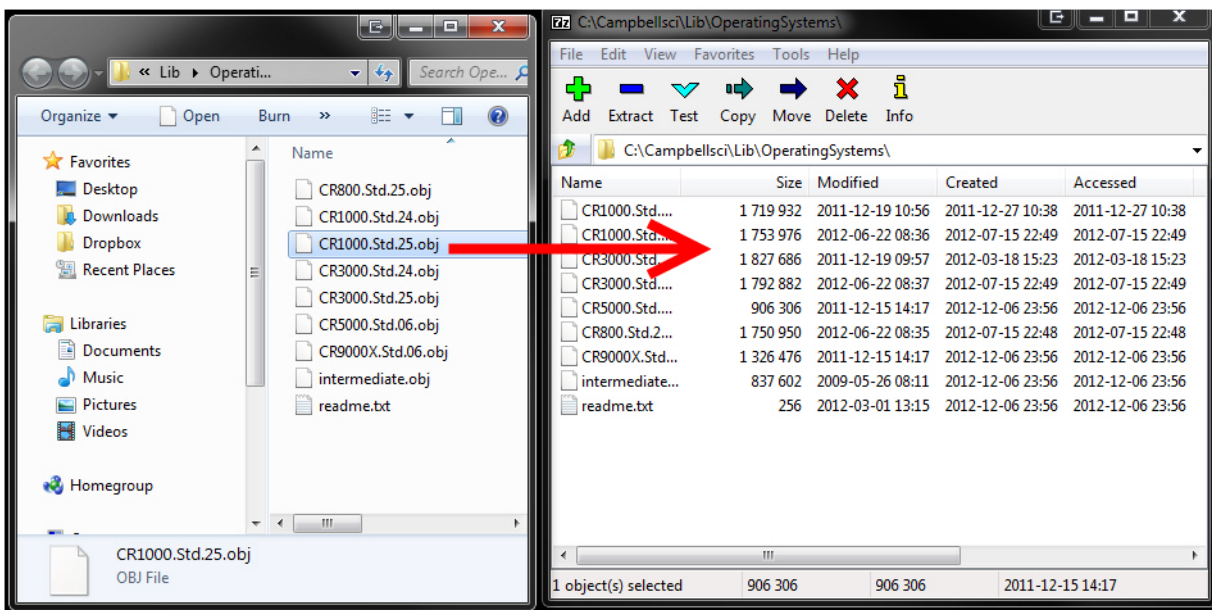 « Lib ▸ Operati...
Search Ope...
Organize Open Burn »
Favorites
Desktop
Downloads
Dropbox
Recent Places
Libraries
Documents
Music
Pictures
Videos
Homegroup
Name
CR800.Std.25.obj
CR1000.Std.24.obj
CR1000.Std.25.obj
CR3000.Std.24.obj
CR3000.Std.25.obj
CR5000.Std.06.obj
CR9000X.Std.06.obj
intermediate.obj
readme.txt
CR1000.Std.25.obj
OBJ File
7z C:\Campbellsci\Lib\OperatingSystems\
File Edit View Favorites Tools Help
Add Extract Test Copy Move Delete Info
C:\Campbellsci\Lib\OperatingSystems\
Name Size Modified Created Accessed
CR1000.Std.... 1 719 932 2011-12-19 10:56 2011-12-27 10:38 2011-12-27 10:38
CR1000.Std.... 1 753 976 2012-06-22 08:36 2012-07-15 22:49 2012-07-15 22:49
CR3000.Std.... 1 827 686 2011-12-19 09:57 2012-03-18 15:23 2012-03-18 15:23
CR3000.Std.... 1 792 882 2012-06-22 08:37 2012-07-15 22:49 2012-07-15 22:49
CR5000.Std.... 906 306 2011-12-15 14:17 2012-12-06 23:56 2012-12-06 23:56
CR800.Std.2... 1 750 950 2012-06-22 08:35 2012-07-15 22:48 2012-07-15 22:48
CR9000X.Std... 1 326 476 2011-12-15 14:17 2012-12-06 23:56 2012-12-06 23:56
intermediate... 837 602 2009-05-26 08:11 2012-12-06 23:56 2012-12-06 23:56
readme.txt 256 2012-03-01 13:15 2012-12-06 23:56 2012-12-06 23:56
1 object(s) selected 906 306 906 306 2011-12-15 14:17